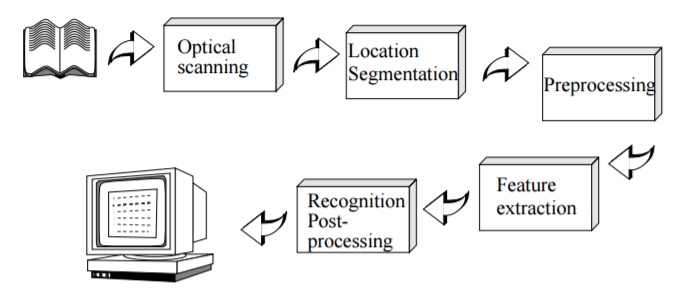 Optical
scanning
Location
Segmentation
Preprocessing
Feature
extraction
Recognition
Post-
processing